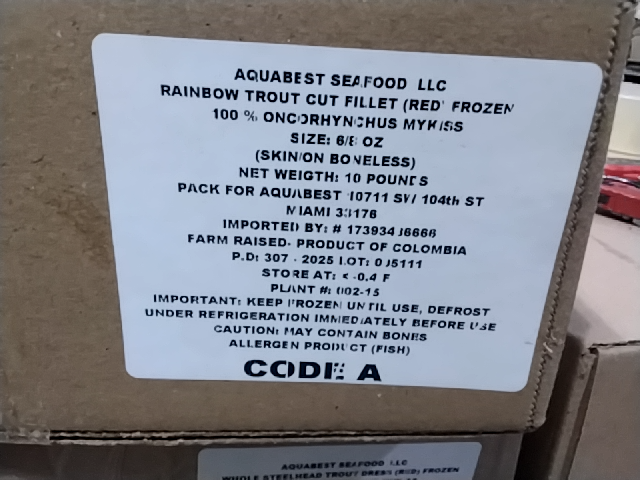 AQUABEST SEAFOOD LLC
RAINBOW TROUT CUT FILLET (RED) FROZEN
100 % ONCORHYNCHUS MYKISS
SIZE: 6/8 OZ
(SKIN/ON BONELESS)
NET WEIGTH: 10 POUNDS
PACK FOR AQUABEST 10711 SW 104th ST
MIAMI 33176
IMPORTED BY: #
FARM RAISED- PRODUCT OF COLOMBIA
P.D: 307 - 2025 LOT:
STORE AT: < -0.4 F
PLANT #: 002-15
IMPORTANT: KEEP FROZEN UNTIL USE, DEFROST
UNDER REFRIGERATION IMMEDIATELY BEFORE USE
CAUTION: MAY CONTAIN BONES
ALLERGEN PRODUCT (FISH)
CODE A
AQUABEST SEAFOOD LLC
WHOLE STEELHEAD TROUT DRESS (RED) FROZEN